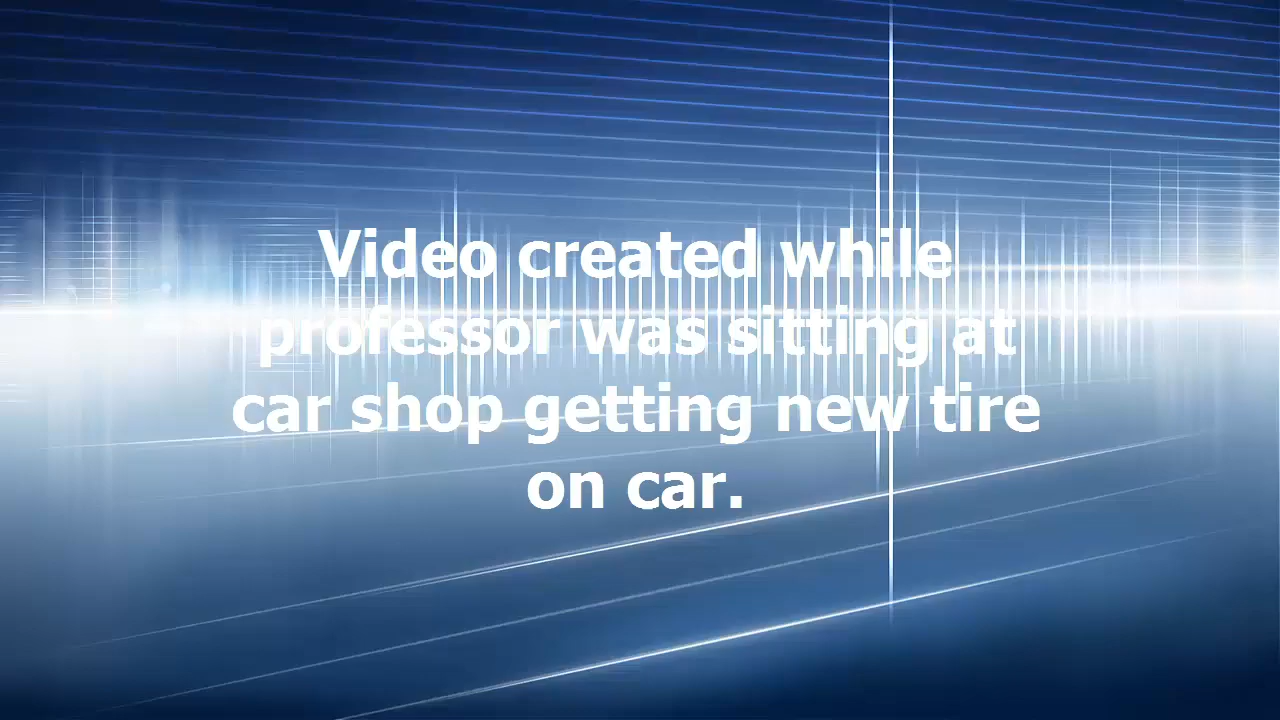 Video created while
professor was sitting at
car shop getting new tire
on car.